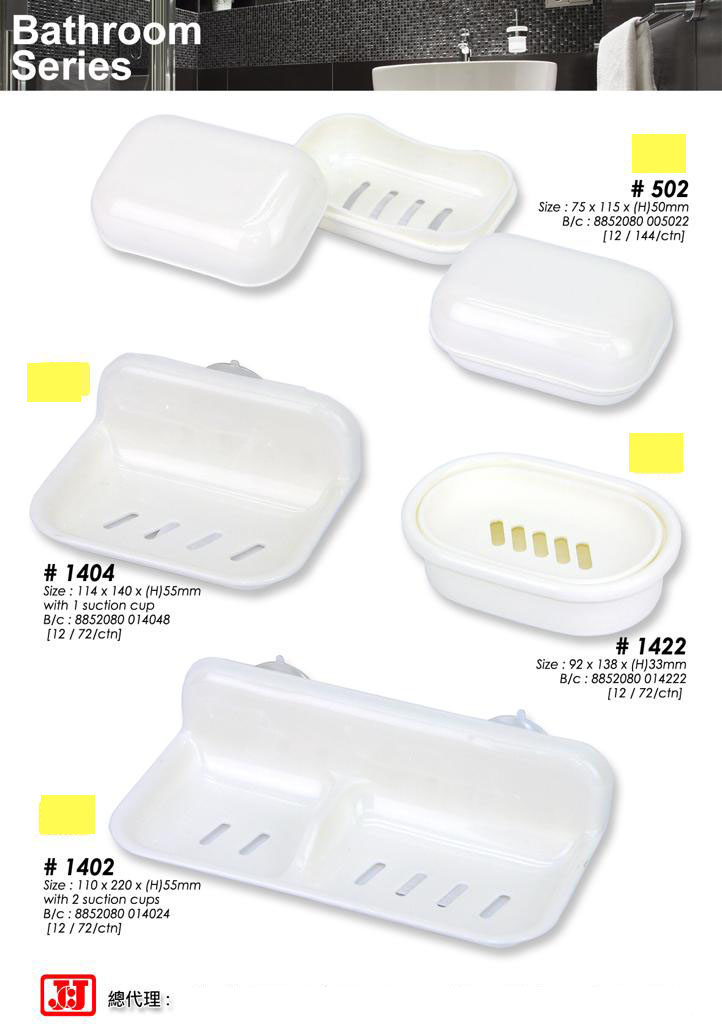 Bathroom
Series
# 502
Size : 75 x 115 x (H)50mm
B/c : 8852080 005022
[12 / 144/ctn]
# 1404
Size : 114 x 140 x (H)55mm
with 1 suction cup
B/c : 8852080 014048
[12 / 72/ctn]
# 1422
Size : 92 x 138 x (H)33mm
B/c : 8852080 014222
[12 / 72/ctn]
# 1402
Size : 110 x 220 x (H)55mm
with 2 suction cups
B/c : 8852080 014024
[12 / 72/ctn]
總代理 :